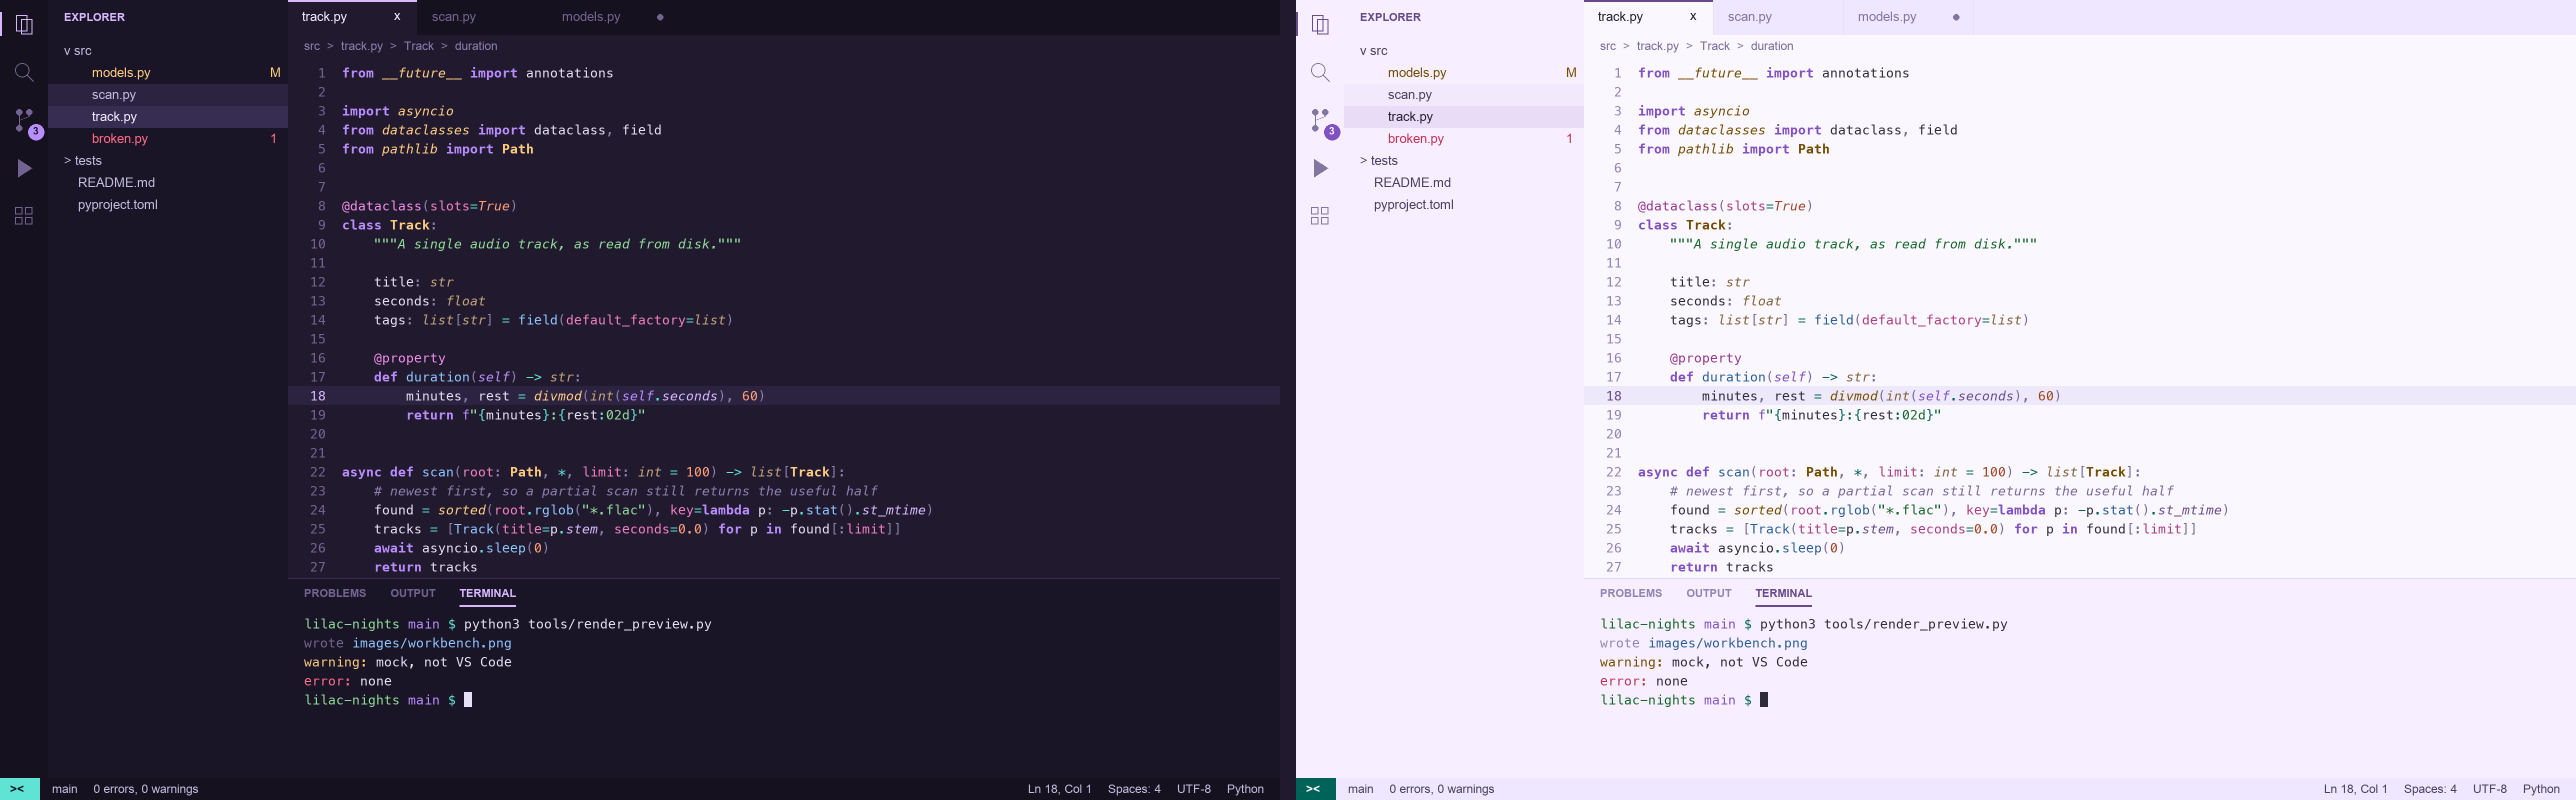 EXPLORER
v src
models.py M
scan.py
track.py
broken.py 1
> tests
README.md
pyproject.toml
3
track.py x scan.py models.py ●
src > track.py > Track > duration
1 from __future__ import annotations
2
3 import asyncio
4 from dataclasses import dataclass, field
5 from pathlib import Path
6
7
8 @dataclass(slots=True)
9 class Track:
10     """A single audio track, as read from disk."""
11
12     title: str
13     seconds: float
14     tags: list[str] = field(default_factory=list)
15
16     @property
17     def duration(self) -> str:
18         minutes, rest = divmod(int(self.seconds), 60)
19         return f"{minutes}:{rest:02d}"
20
21
22 async def scan(root: Path, *, limit: int = 100) -> list[Track]:
23     # newest first, so a partial scan still returns the useful half
24     found = sorted(root.rglob("*.flac"), key=lambda p: -p.stat().st_mtime)
25     tracks = [Track(title=p.stem, seconds=0.0) for p in found[:limit]]
26     await asyncio.sleep(0)
27     return tracks
PROBLEMS OUTPUT TERMINAL
lilac-nights main $ python3 tools/render_preview.py
wrote images/workbench.png
warning: mock, not VS Code
error: none
lilac-nights main $
>< main 0 errors, 0 warnings Ln 18, Col 1 Spaces: 4 UTF-8 Python
EXPLORER
v src
models.py M
scan.py
track.py
broken.py 1
> tests
README.md
pyproject.toml
3
track.py x scan.py models.py ●
src > track.py > Track > duration
1 from __future__ import annotations
2
3 import asyncio
4 from dataclasses import dataclass, field
5 from pathlib import Path
6
7
8 @dataclass(slots=True)
9 class Track:
10     """A single audio track, as read from disk."""
11
12     title: str
13     seconds: float
14     tags: list[str] = field(default_factory=list)
15
16     @property
17     def duration(self) -> str:
18         minutes, rest = divmod(int(self.seconds), 60)
19         return f"{minutes}:{rest:02d}"
20
21
22 async def scan(root: Path, *, limit: int = 100) -> list[Track]:
23     # newest first, so a partial scan still returns the useful half
24     found = sorted(root.rglob("*.flac"), key=lambda p: -p.stat().st_mtime)
25     tracks = [Track(title=p.stem, seconds=0.0) for p in found[:limit]]
26     await asyncio.sleep(0)
27     return tracks
PROBLEMS OUTPUT TERMINAL
lilac-nights main $ python3 tools/render_preview.py
wrote images/workbench.png
warning: mock, not VS Code
error: none
lilac-nights main $
>< main 0 errors, 0 warnings Ln 18, Col 1 Spaces: 4 UTF-8 Python